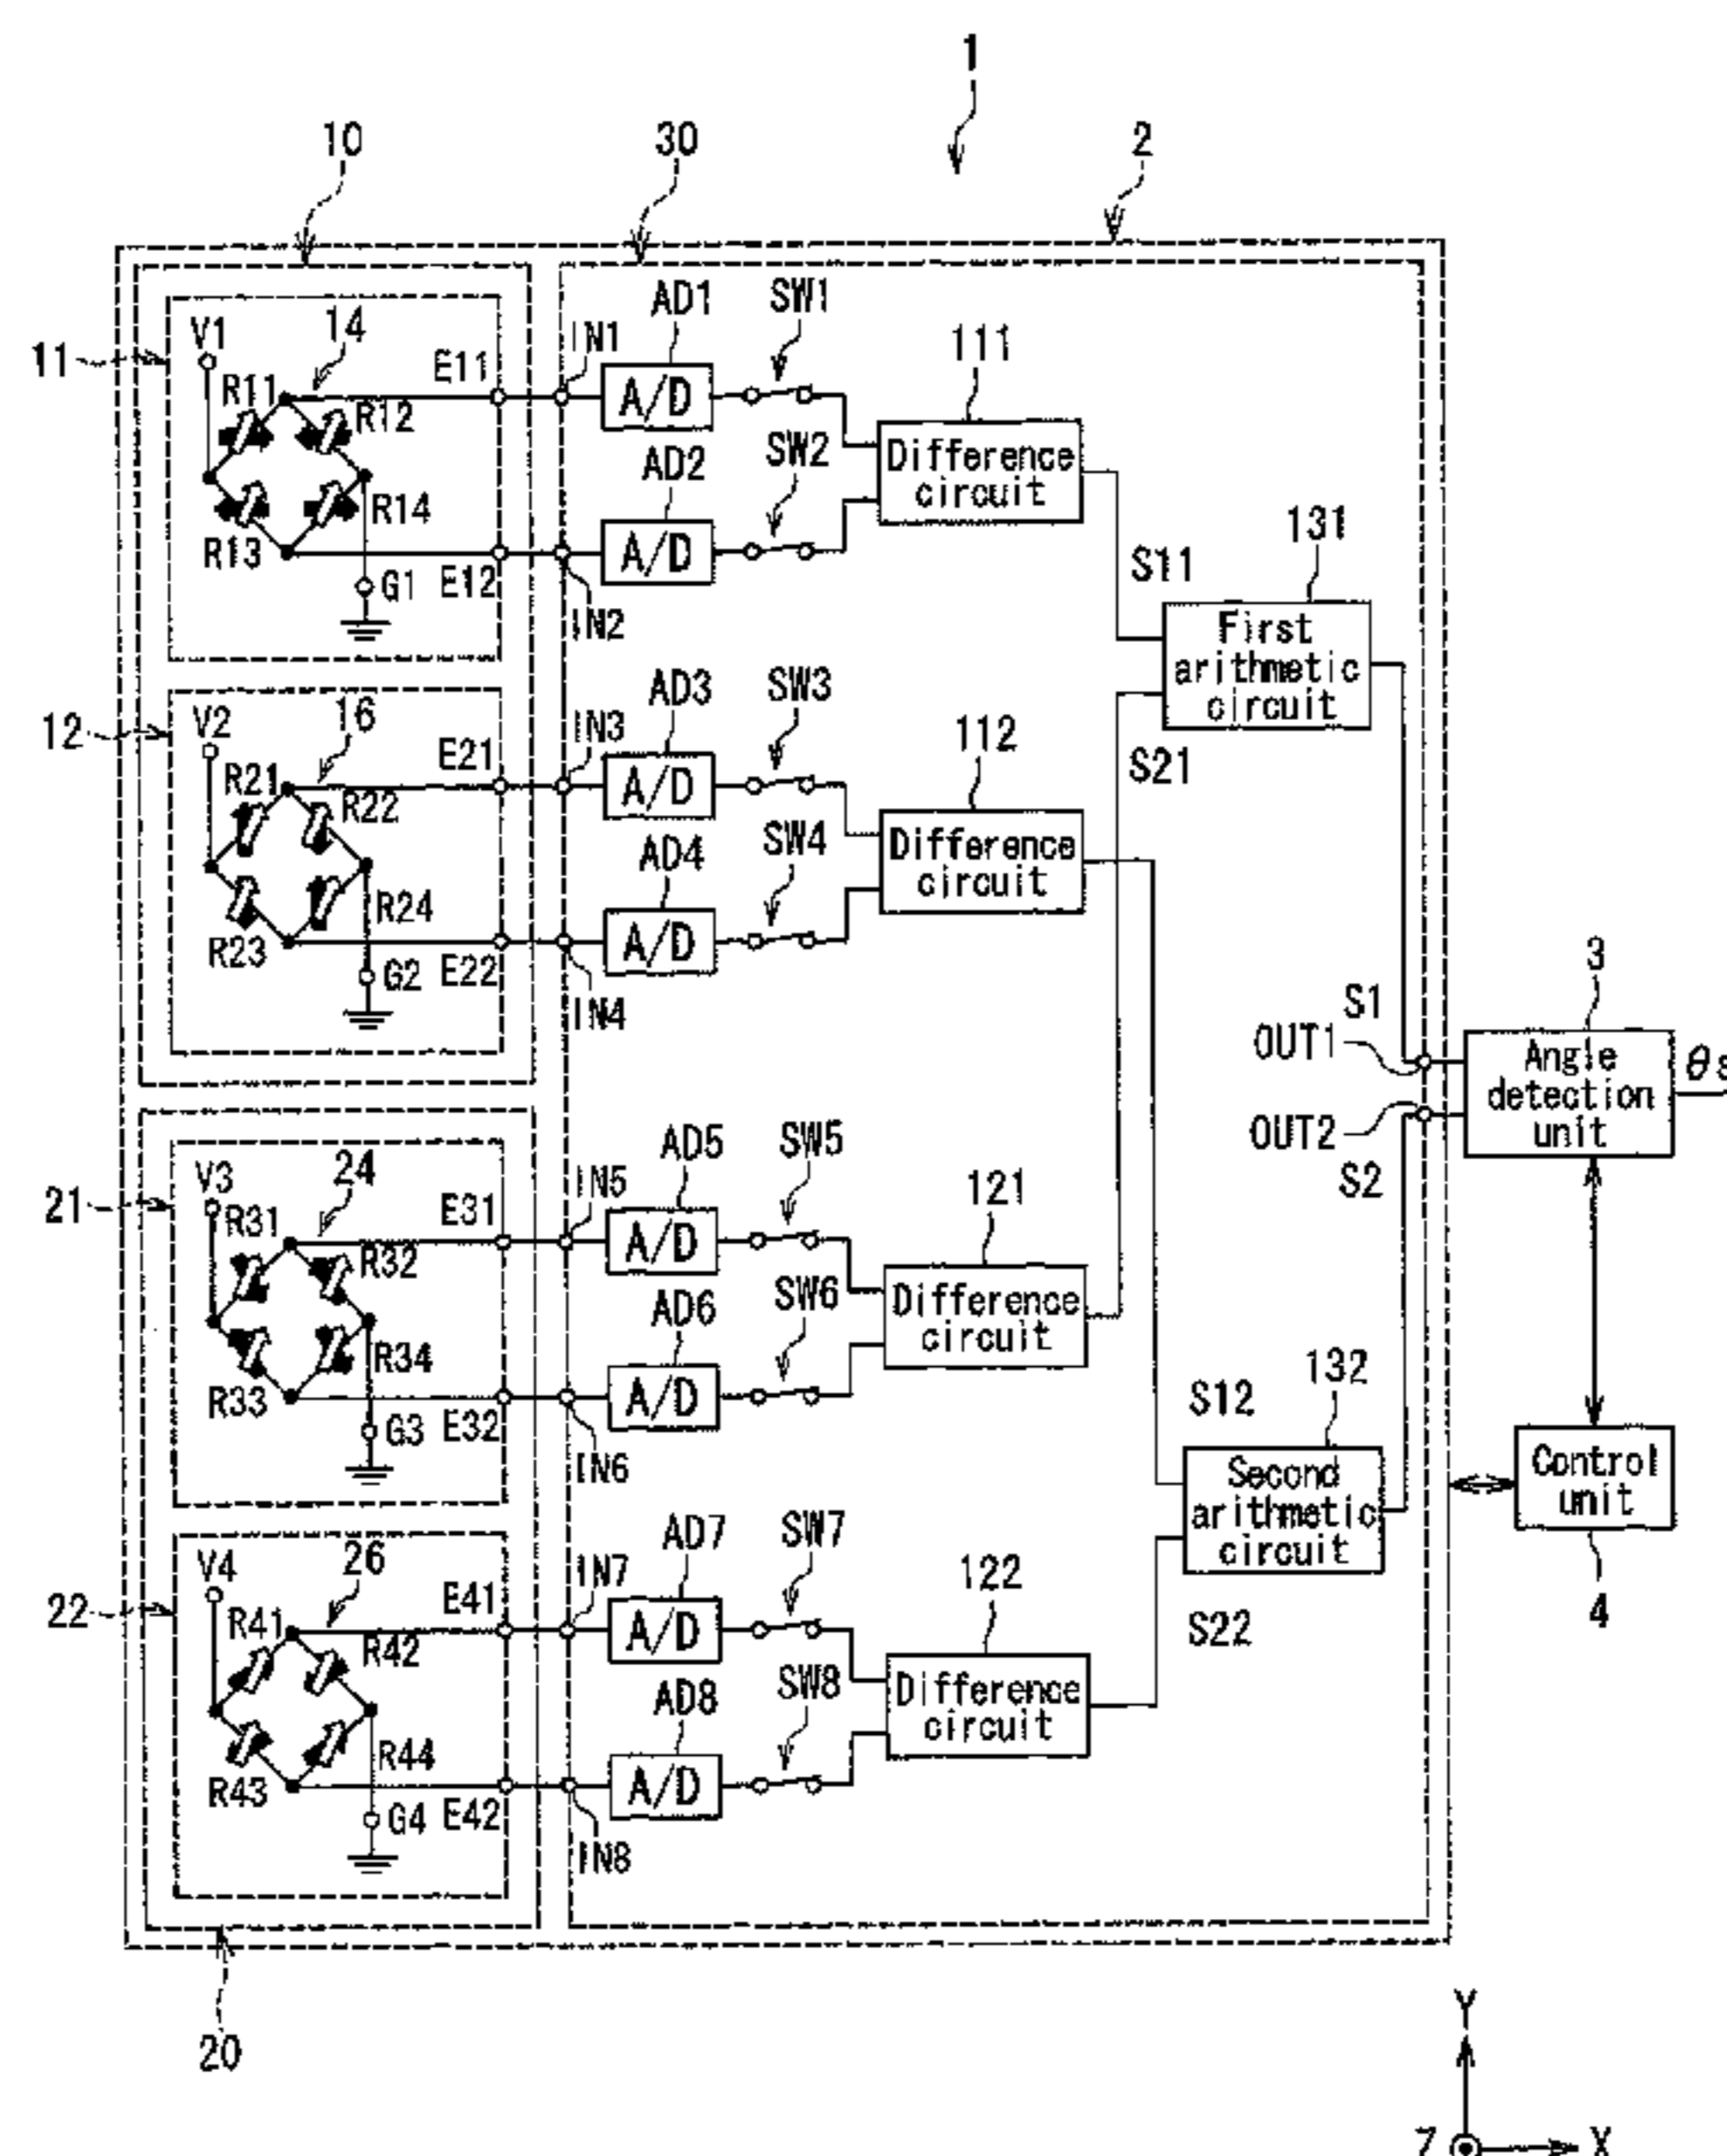 1
10
30
2
11
V1
14
R11
R12
R13
R14
G1
E11
E12
IN1
IN2
AD1
A/D
SW1
AD2
A/D
SW2
111
Difference
circuit
S11
131
First
arithmetic
circuit
S21
12
V2
16
R21
R22
R23
R24
G2
E21
E22
IN3
IN4
AD3
A/D
SW3
AD4
A/D
SW4
112
Difference
circuit
S1
OUT1
OUT2
S2
3
Angle
detection
unit
21
V3
24
R31
R32
R33
R34
G3
E31
E32
IN5
IN6
AD5
A/D
SW5
AD6
A/D
SW6
121
Difference
circuit
S12
132
Second
arithmetic
circuit
S22
Control
unit
4
22
V4
26
R41
R42
R43
R44
G4
E41
E42
IN7
IN8
AD7
A/D
SW7
AD8
A/D
SW8
122
Difference
circuit
20
Y
Z
X